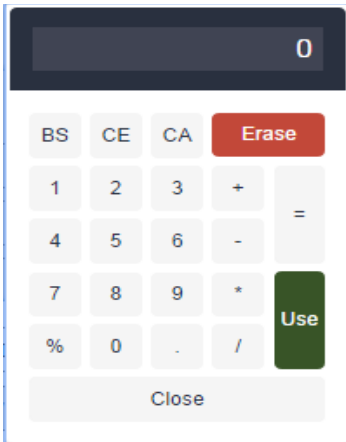 0
BS CE CA Erase
1 2 3 +
=
4 5 6 -
7 8 9 *
Use
% 0 . /
Close